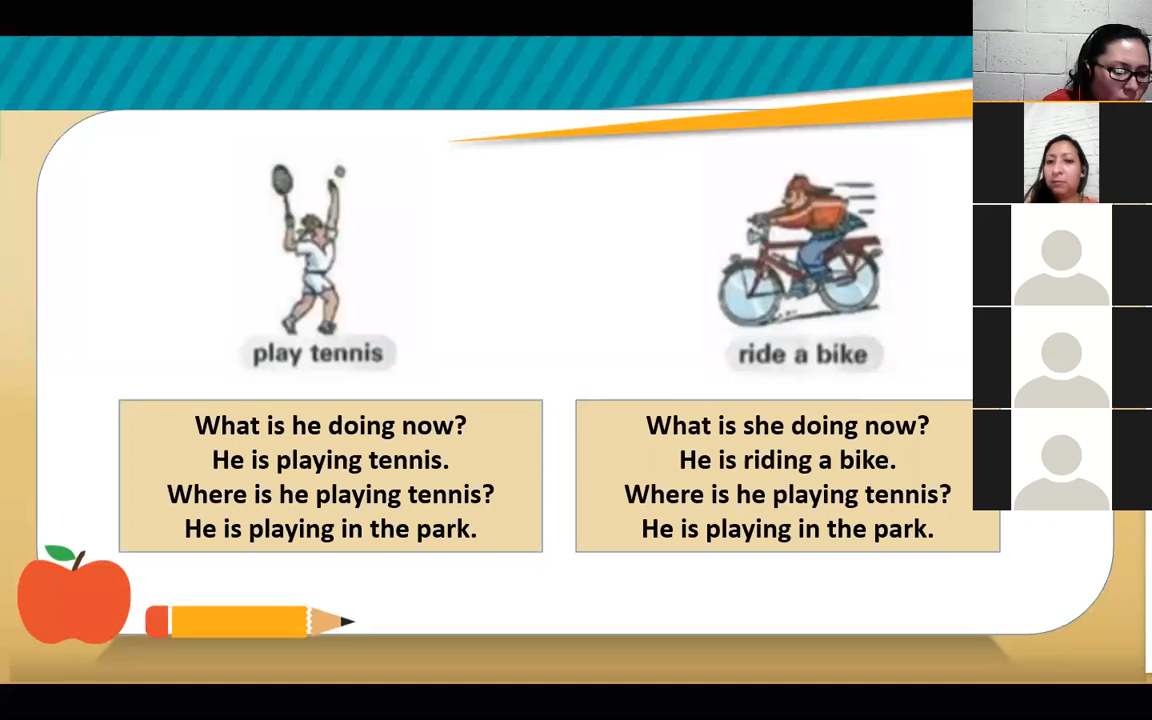 play tennis
ride a bike
What is he doing now?
He is playing tennis.
Where is he playing tennis?
He is playing in the park.
What is she doing now?
He is riding a bike.
Where is he playing tennis?
He is playing in the park.